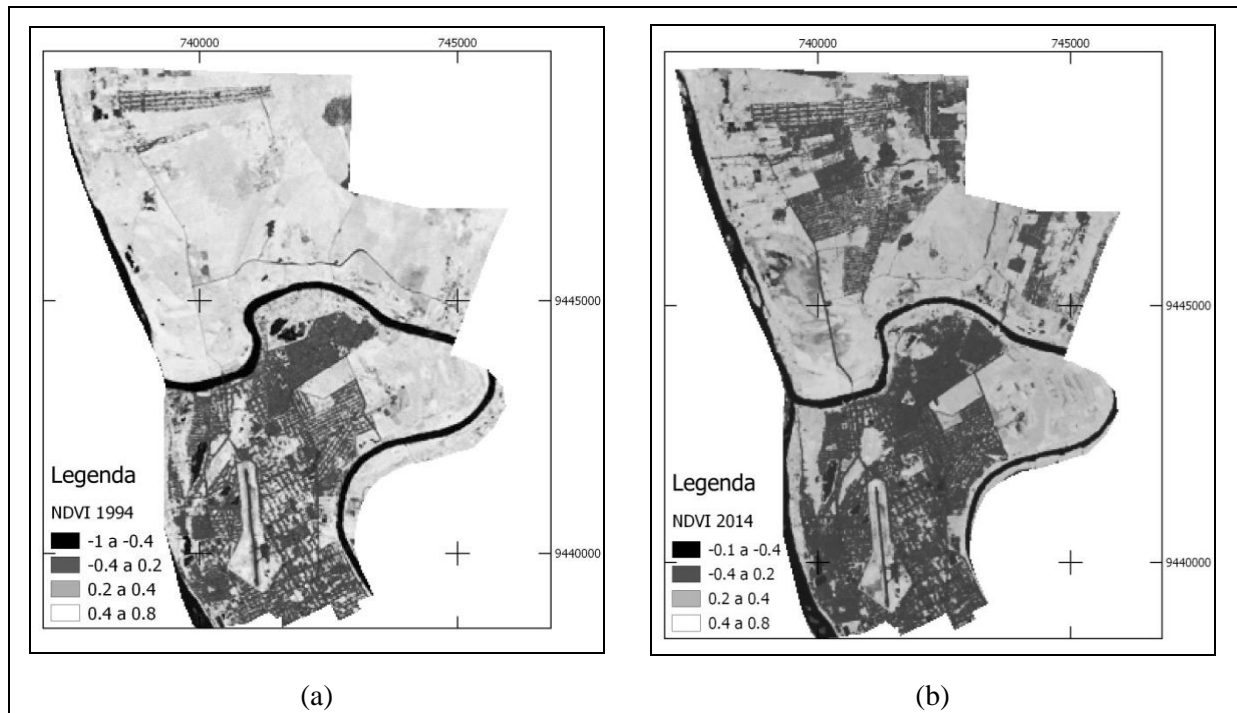 740000
745000
9445000
9440000
Legenda
NDVI 1994
-1 a -0.4
-0.4 a 0.2
0.2 a 0.4
0.4 a 0.8
(a)
740000
745000
9445000
9440000
Legenda
NDVI 2014
-0.1 a -0.4
-0.4 a 0.2
0.2 a 0.4
0.4 a 0.8
(b)